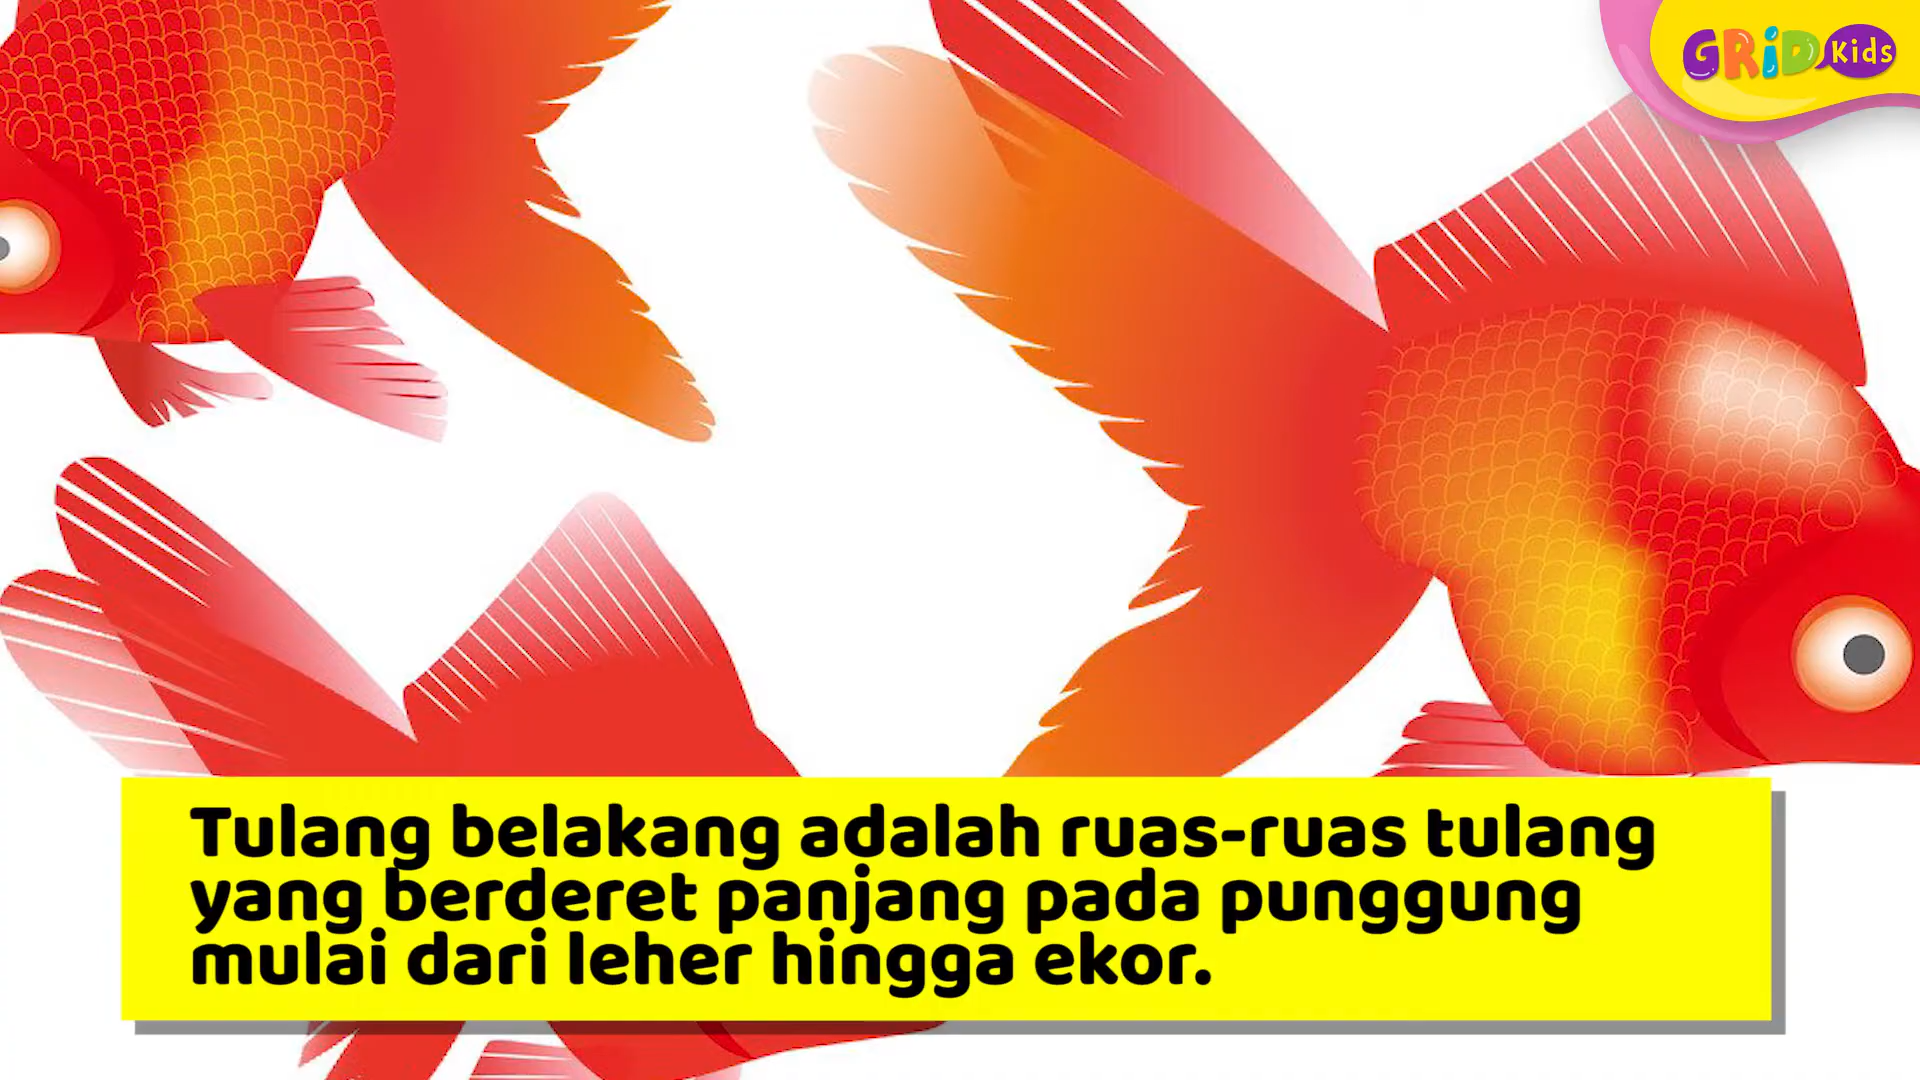 GRiD Kids
Tulang belakang adalah ruas-ruas tulang
yang berderet panjang pada punggung
mulai dari leher hingga ekor.